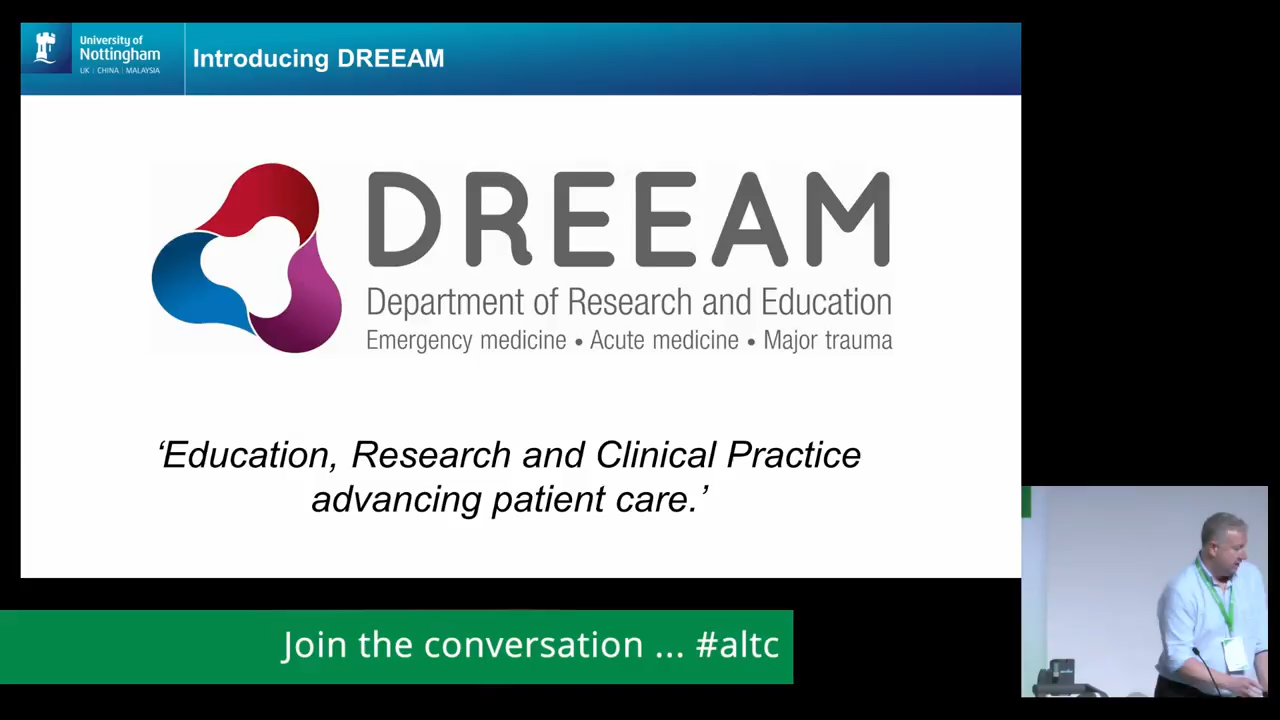 University of
Nottingham
UK | CHINA | MALAYSIA
Introducing DREEAM
DREEAM
Department of Research and Education
Emergency medicine • Acute medicine • Major trauma
‘Education, Research and Clinical Practice
advancing patient care.’
Join the conversation ... #altc